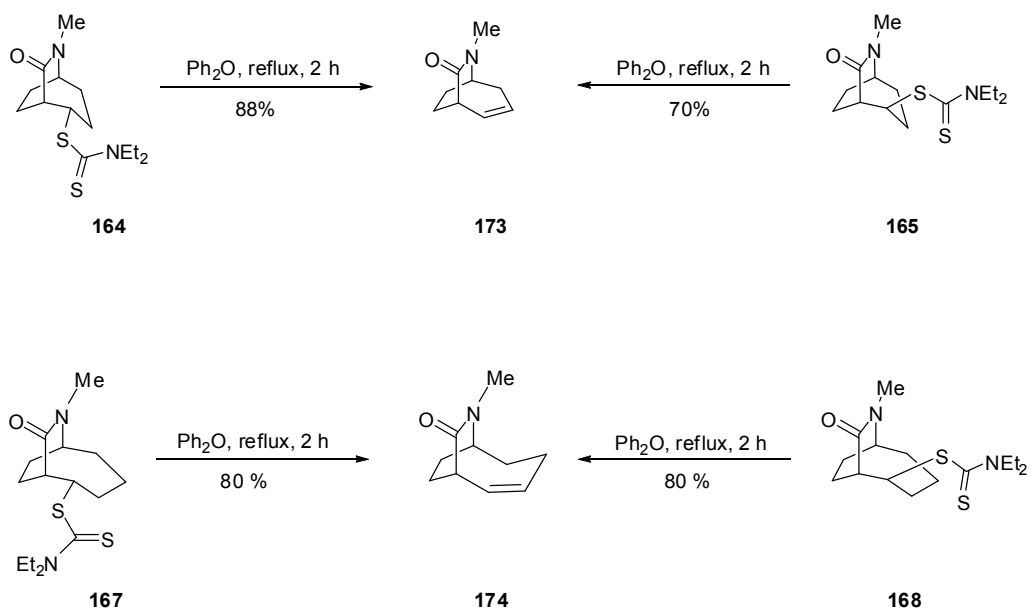 Me
N
O
S
NEt2
S
164
Ph2O, reflux, 2 h
88%
Me
N
O
173
Ph2O, reflux, 2 h
70%
Me
N
O
S
NEt2
S
165
Me
N
O
S
S
Et2N
167
Ph2O, reflux, 2 h
80 %
Me
N
O
174
Ph2O, reflux, 2 h
80 %
Me
N
O
S
NEt2
S
168